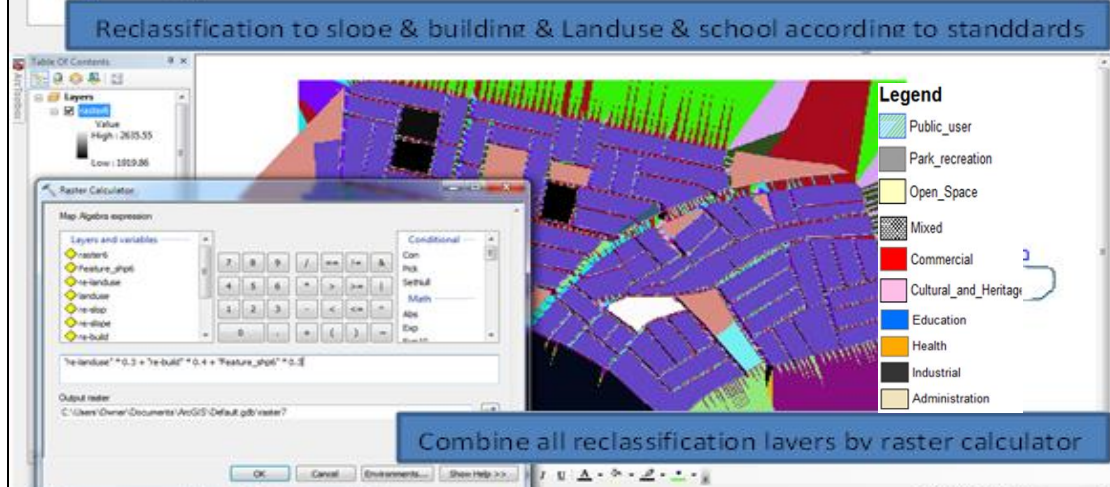 Reclassification to slope & building & Landuse & school according to standdards
Table Of Contents
ArcToolbox
Layers
raster6
Value
High : 2635.55
Low : 1019.86
Legend
Public_user
Park_recreation
Open_Space
Mixed
Commercial
Cultural_and_Heritage
Education
Health
Industrial
Administration
Raster Calculator
Map Algebra expression
Layers and variables
raster6
Feature_shp6
re-landuse
landuse
re-slop
re-slope
re-build
7 8 9 / == != &
4 5 6 * > >= |
1 2 3 - < <= ^
0 . + ( ) ~
Conditional
Con
Pick
SetNull
Math
Abs
Exp
"re-landuse" * 0.3 + "re-build" * 0.4 + "Feature_shp6" * 0.3
Output raster
C:\Users\Owner\Documents\ArcGIS\Default.gdb\raster7
Combine all reclassification layers by raster calculator
OK
Cancel
Environments...
Show Help >>
I U A